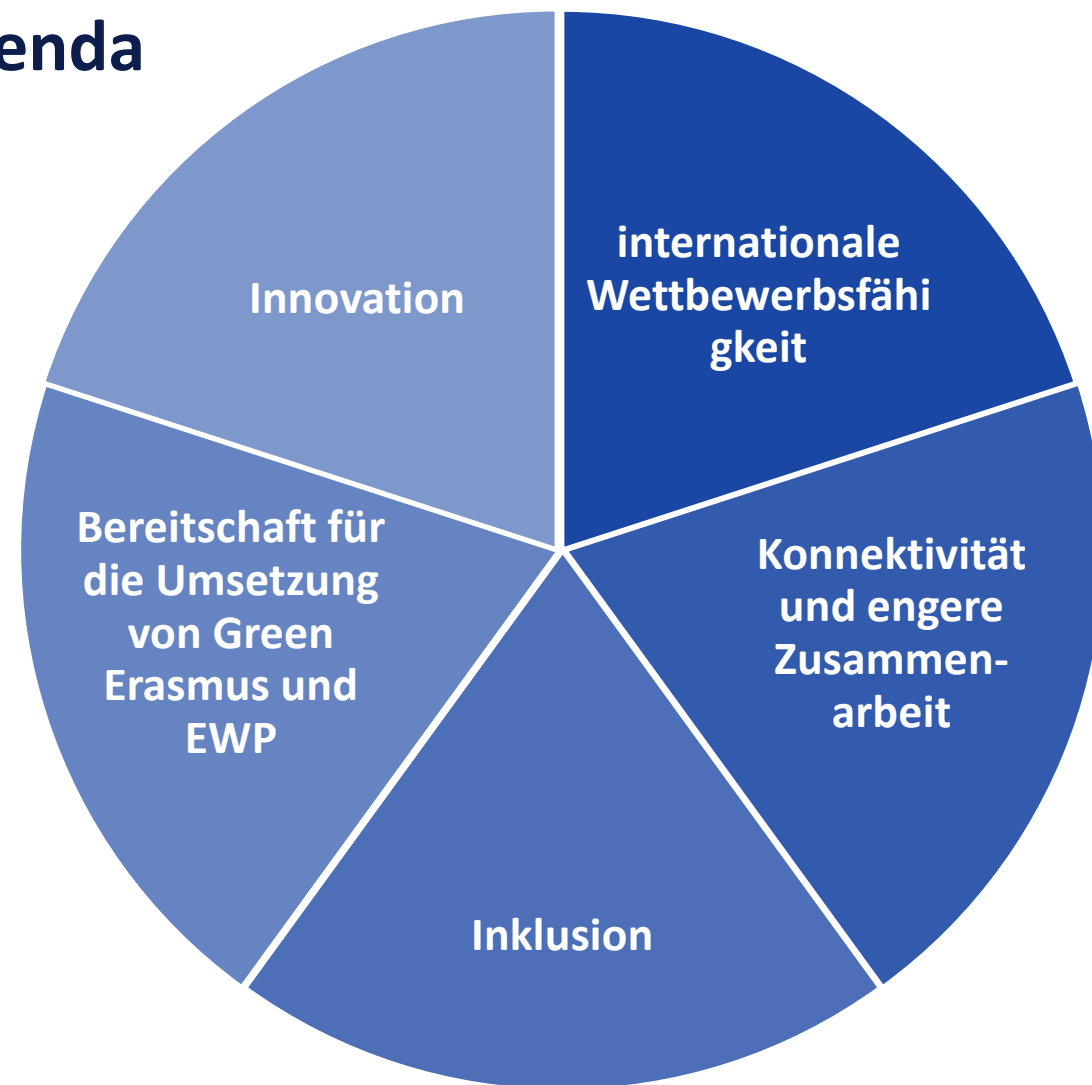 enda
internationale
Wettbewerbsfähi
gkeit
Innovation
Bereitschaft für
die Umsetzung
von Green
Erasmus und
EWP
Konnektivität
und engere
Zusammen-
arbeit
Inklusion